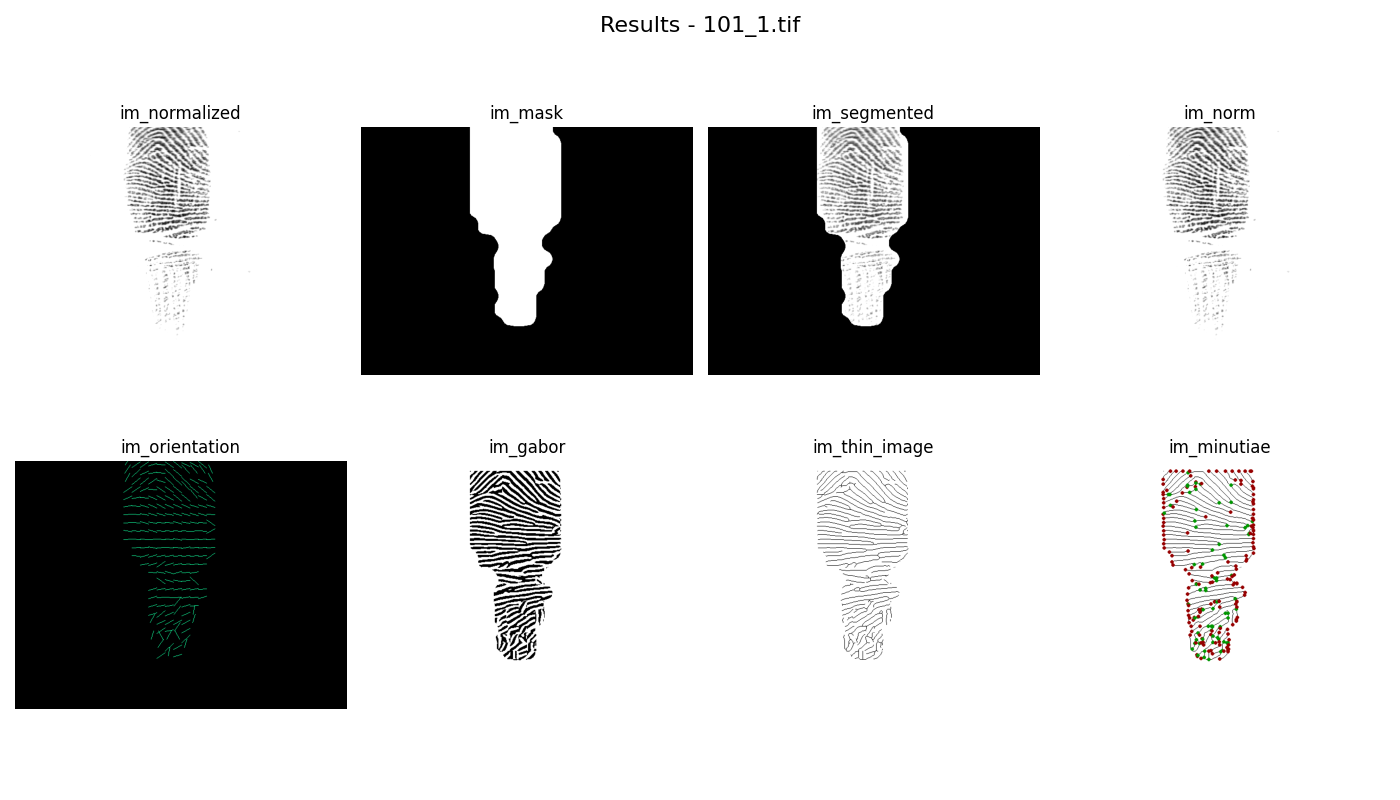 Results - 101_1.tif
im_normalized
im_mask
im_segmented
im_norm
im_orientation
im_gabor
im_thin_image
im_minutiae